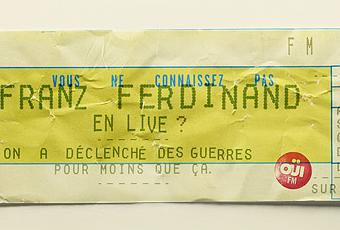 FM
VOUS NE CONNAISSEZ PAS
FRANZ FERDINAND
EN LIVE ?
ON A DÉCLENCHÉ DES GUERRES
POUR MOINS QUE ÇA.
OÜI
FM
SUR